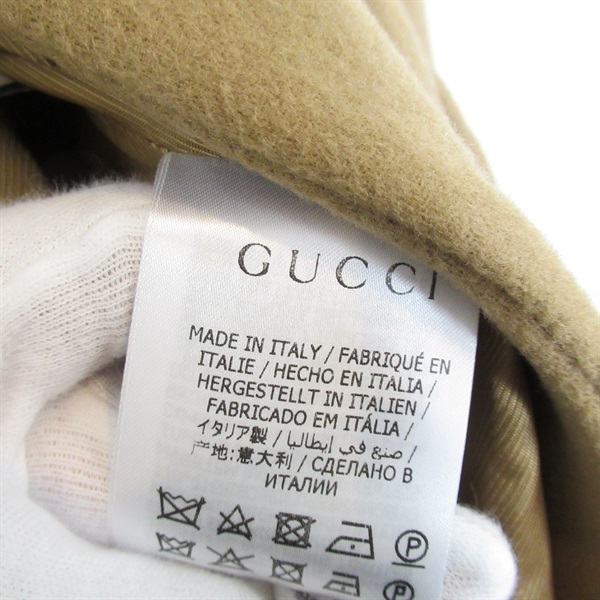 GUCCI
MADE IN ITALY / FABRIQUÉ EN
ITALIE / HECHO EN ITALIA /
HERGESTELLT IN ITALIEN /
FABRICADO EM ITÁLIA /
イタリア製 / صنع في إيطاليا /
产地:意大利 / СДЕЛАНО В
ИТАЛИИ
P
P